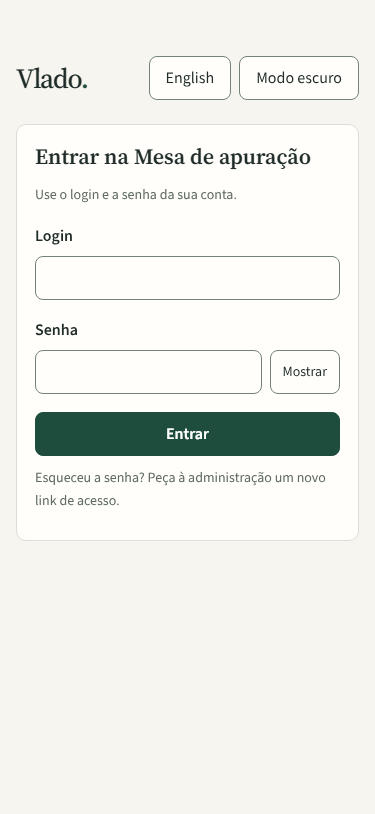 Vlado.
English
Modo escuro
Entrar na Mesa de apuração
Use o login e a senha da sua conta.
Login
Senha
Mostrar
Entrar
Esqueceu a senha? Peça à administração um novo
link de acesso.